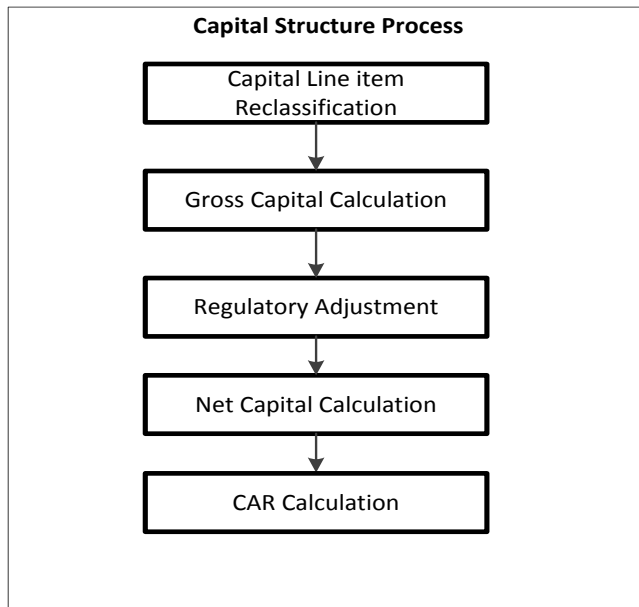 Capital Structure Process
Capital Line item
Reclassification
Gross Capital Calculation
Regulatory Adjustment
Net Capital Calculation
CAR Calculation